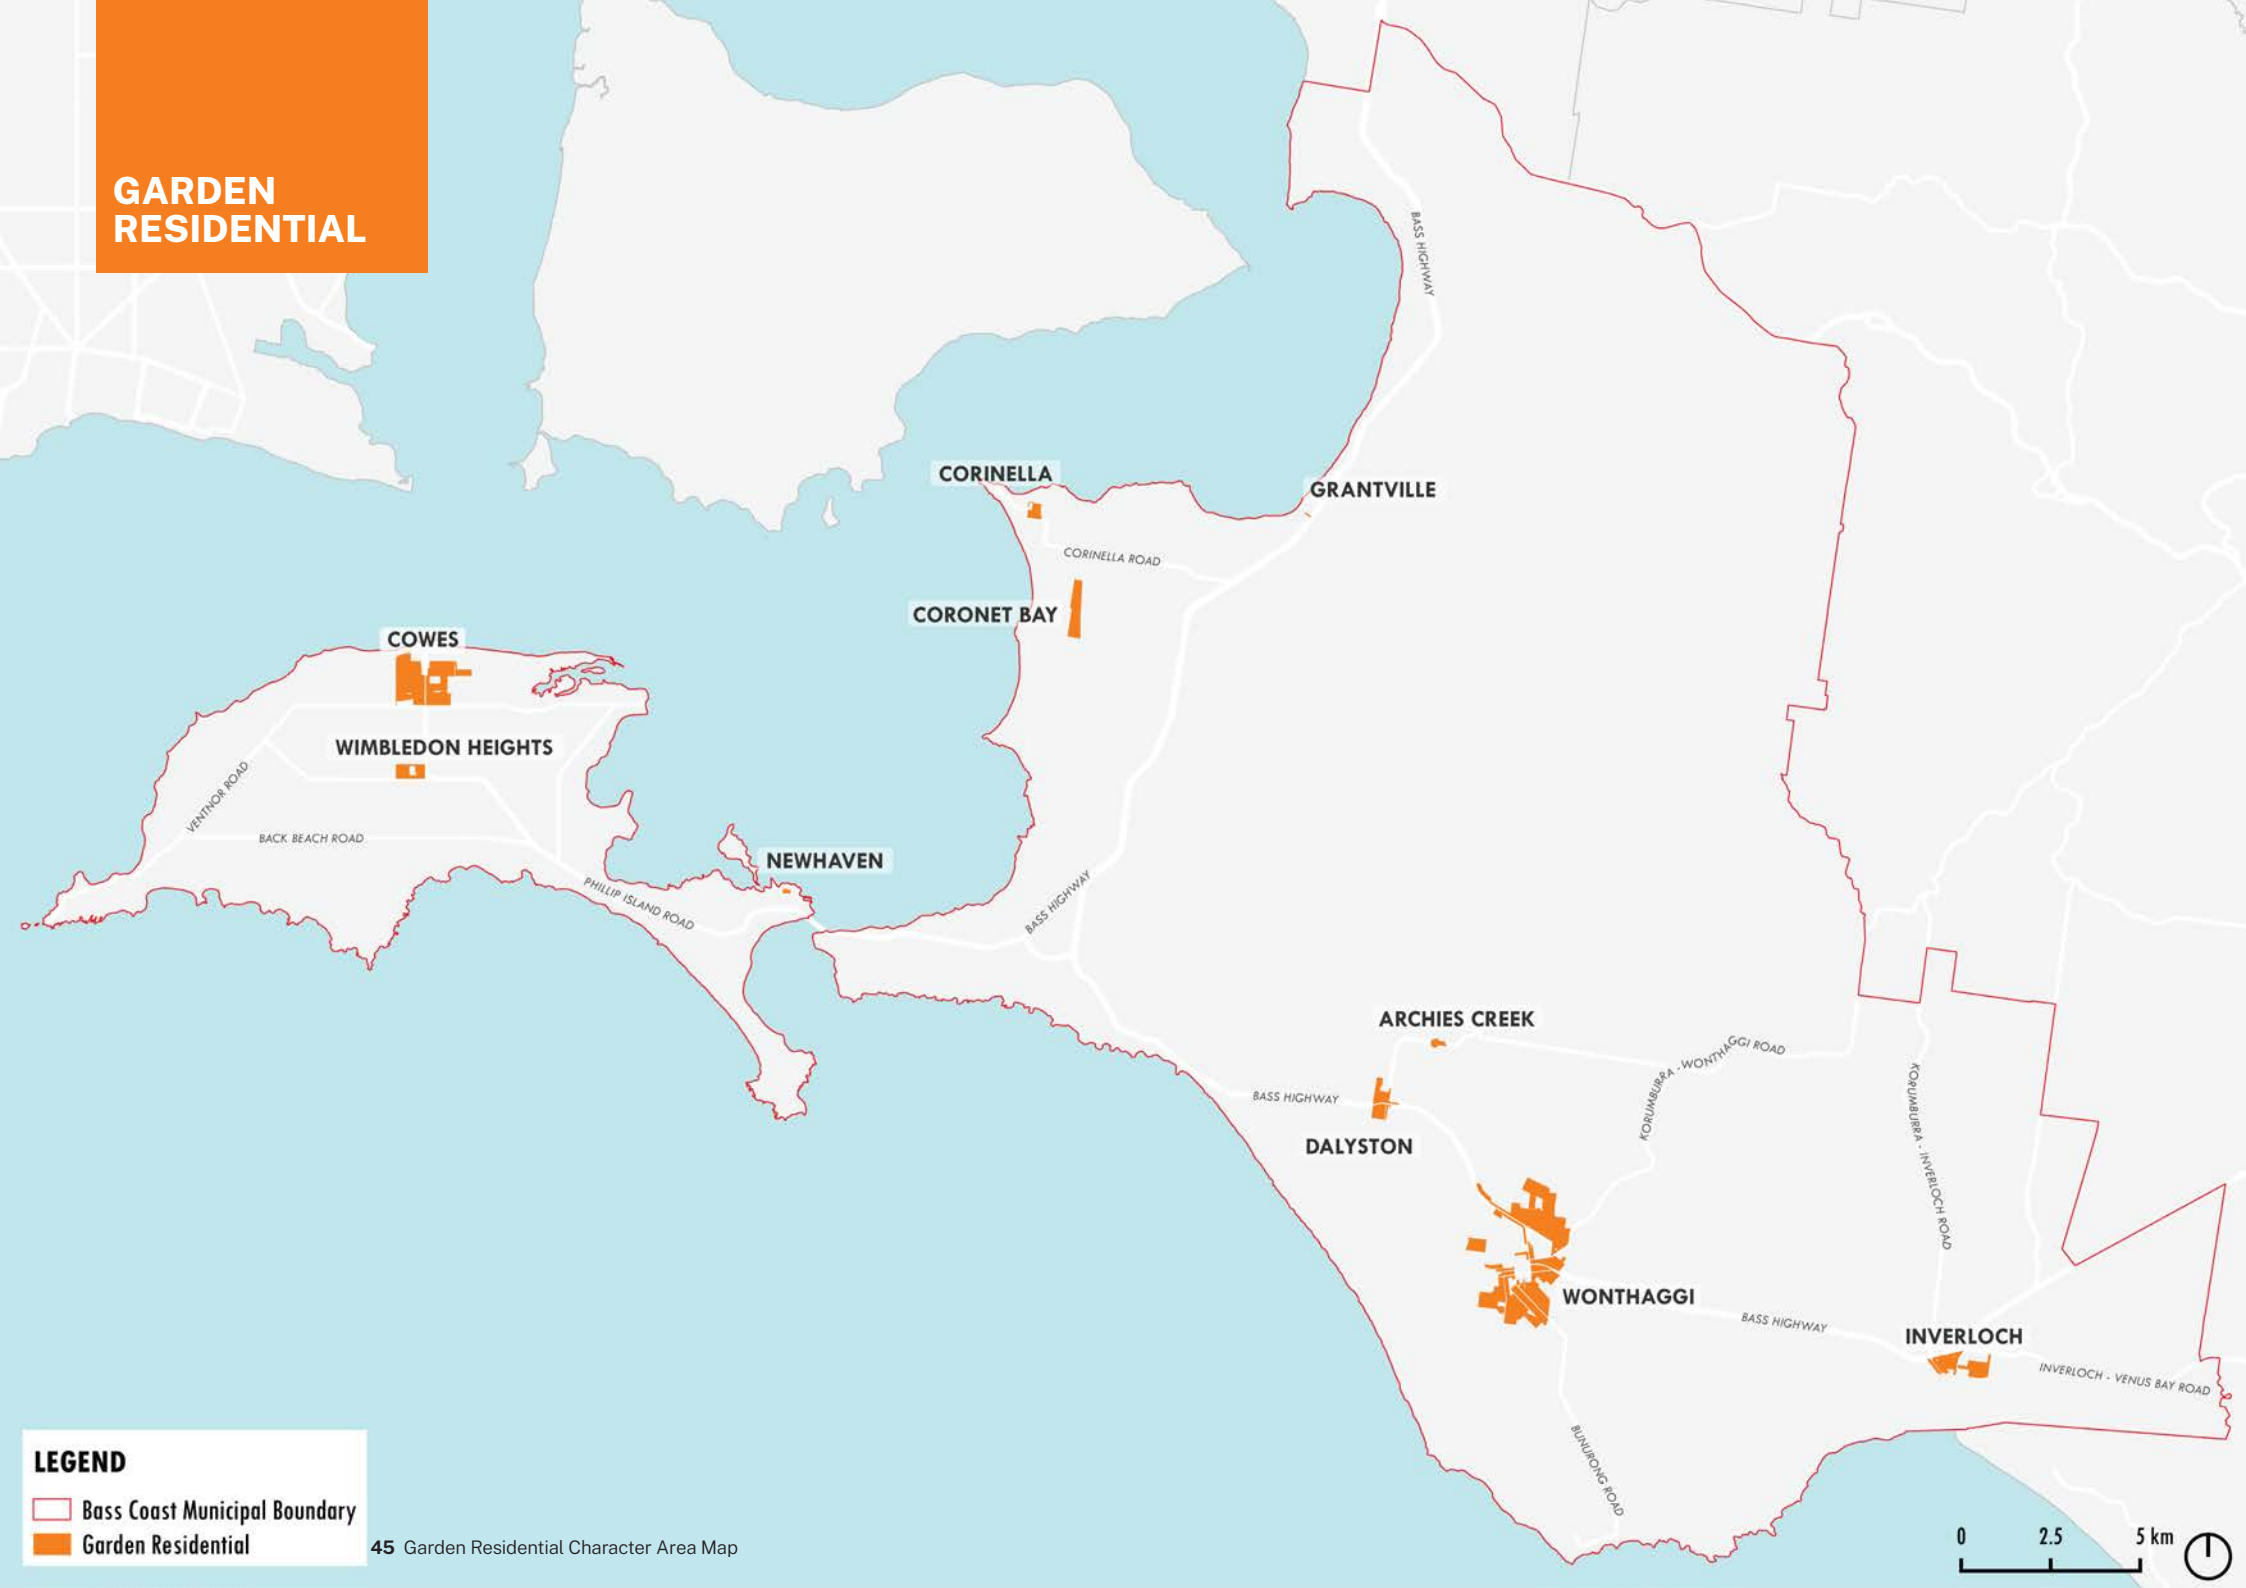 GARDEN
RESIDENTIAL
BASS HIGHWAY
CORINELLA
GRANTVILLE
CORINELLA ROAD
CORONET BAY
COWES
WIMBLEDON HEIGHTS
VENTNOR ROAD
BACK BEACH ROAD
NEWHAVEN
PHILLIP ISLAND ROAD
BASS HIGHWAY
ARCHIES CREEK
KORUMBURRA - WONTHAGGI ROAD
BASS HIGHWAY
DALYSTON
KORUMBURRA - INVERLOCH ROAD
WONTHAGGI
BASS HIGHWAY
INVERLOCH
INVERLOCH - VENUS BAY ROAD
BUNURONG ROAD
LEGEND
Bass Coast Municipal Boundary
Garden Residential
45 Garden Residential Character Area Map
0 2.5 5 km